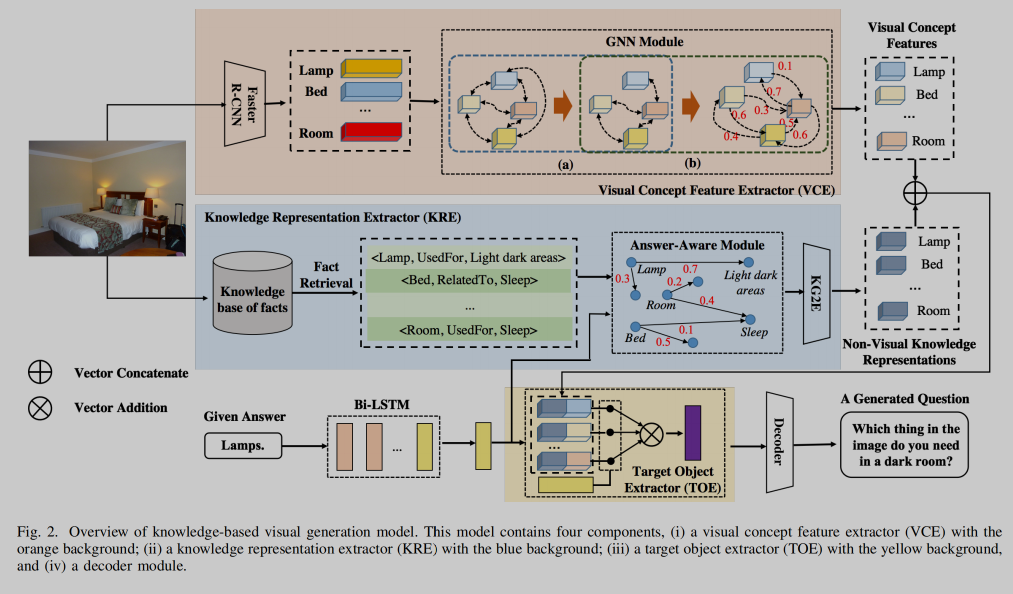 GNN Module
Visual Concept
Features
Faster
R-CNN
Lamp
Bed
...
Room
0.1
0.7
0.3
0.6
0.5
0.4
0.6
(a)
(b)
Visual Concept Feature Extractor (VCE)
Lamp
Bed
...
Room
Knowledge Representation Extractor (KRE)
Knowledge
base of facts
Fact
Retrieval
<Lamp, UsedFor, Light dark areas>
<Bed, RelatedTo, Sleep>
...
<Room, UsedFor, Sleep>
Answer-Aware Module
Lamp
0.7
0.3
0.2
Light dark
areas
Room
0.4
Bed
0.1
Sleep
0.5
KG2E
Lamp
Bed
...
Room
Non-Visual Knowledge
Representations
Vector Concatenate
Vector Addition
Given Answer
Lamps.
Bi-LSTM
...
...
Target Object
Extractor (TOE)
Decoder
A Generated Question
Which thing in the
image do you need
in a dark room?
Fig. 2. Overview of knowledge-based visual generation model. This model contains four components, (i) a visual concept feature extractor (VCE) with the
orange background; (ii) a knowledge representation extractor (KRE) with the blue background; (iii) a target object extractor (TOE) with the yellow background,
and (iv) a decoder module.